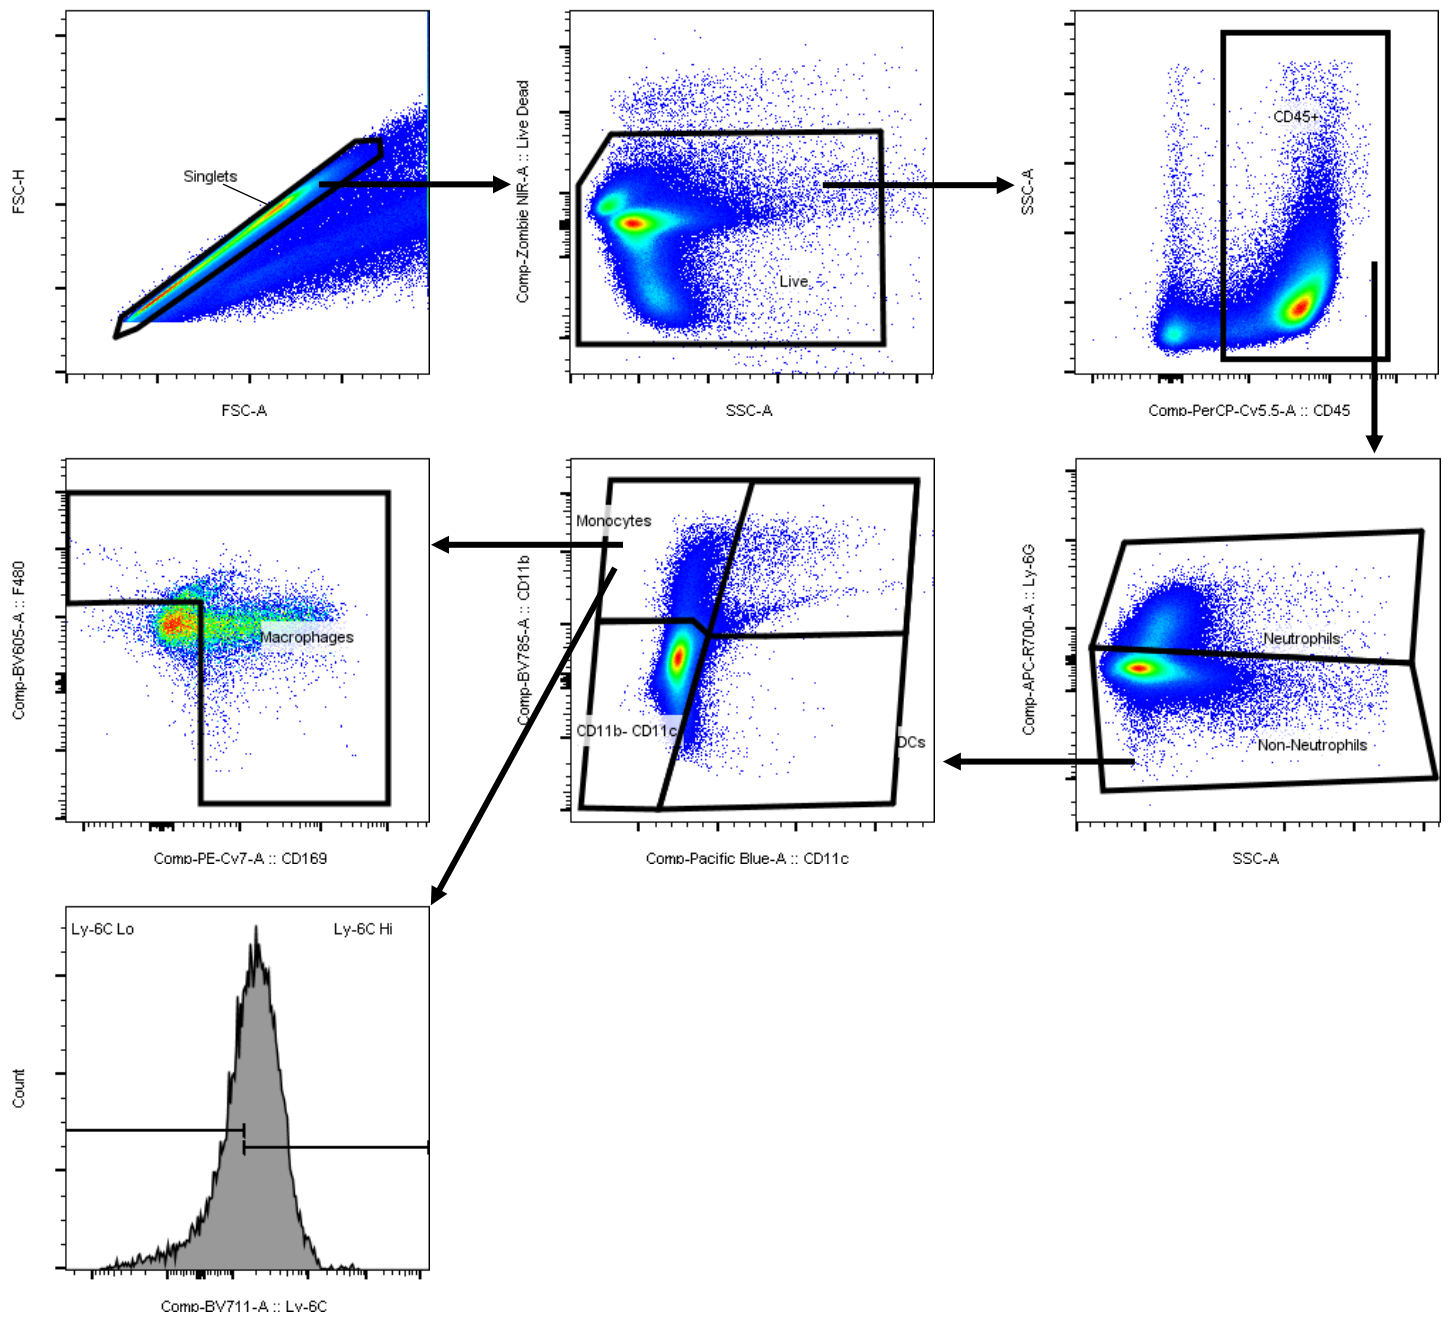 FSC-H
Singlets
FSC-A
Comp-Zombie NIR-A :: Live Dead
Live
SSC-A
SSC-A
CD45+
Comp-PerCP-Cy5.5-A :: CD45
Comp-BV605-A :: F480
Macrophages
Comp-PE-Cy7-A :: CD169
Comp-BV785-A :: CD11b
Monocytes
CD11b- CD11c
DCs
Comp-Pacific Blue-A :: CD11c
Comp-APC-R700-A :: Ly-6G
Neutrophils
Non-Neutrophils
SSC-A
Count
Ly-6C Lo
Ly-6C Hi
Comp-BV711-A :: Ly-6C